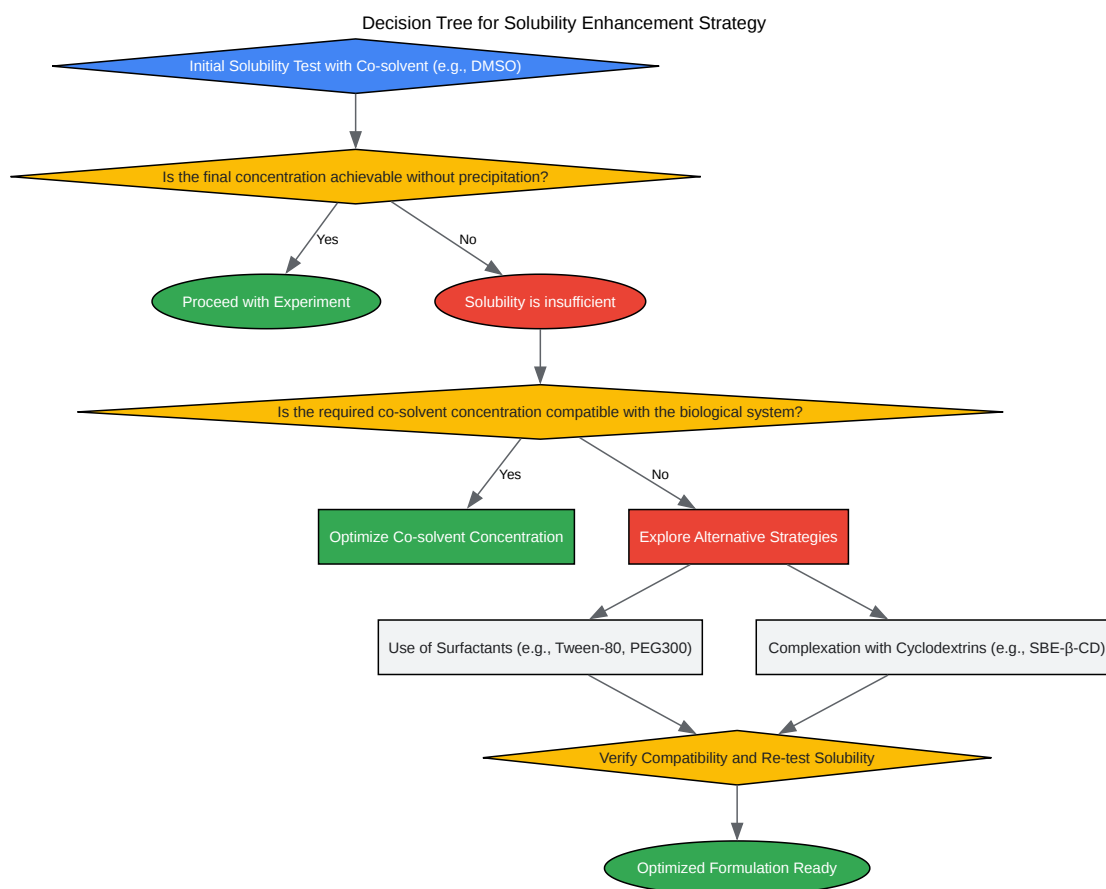 Decision Tree for Solubility Enhancement Strategy
Initial Solubility Test with Co-solvent (e.g., DMSO)
Is the final concentration achievable without precipitation?
Yes
No
Proceed with Experiment
Solubility is insufficient
Is the required co-solvent concentration compatible with the biological system?
Yes
No
Optimize Co-solvent Concentration
Explore Alternative Strategies
Use of Surfactants (e.g., Tween-80, PEG300)
Complexation with Cyclodextrins (e.g., SBE-β-CD)
Verify Compatibility and Re-test Solubility
Optimized Formulation Ready